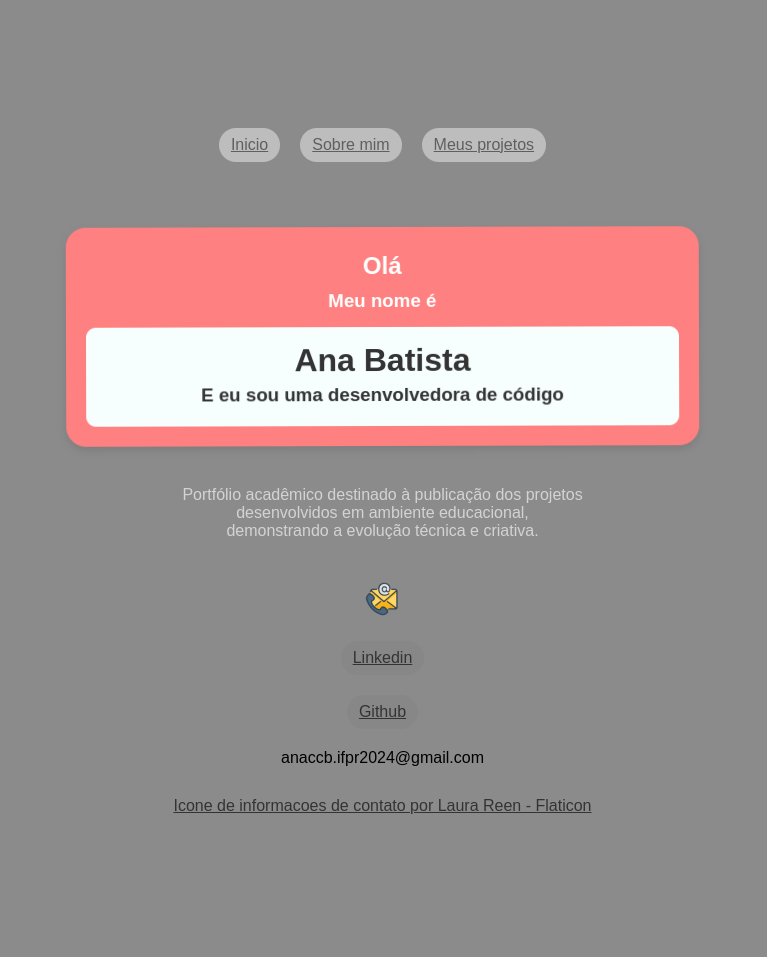 Inicio Sobre mim Meus projetos
Olá
Meu nome é
Ana Batista
E eu sou uma desenvolvedora de código
Portfólio acadêmico destinado à publicação dos projetos
desenvolvidos em ambiente educacional,
demonstrando a evolução técnica e criativa.
Linkedin
Github
anaccb.ifpr2024@gmail.com
Icone de informacoes de contato por Laura Reen - Flaticon